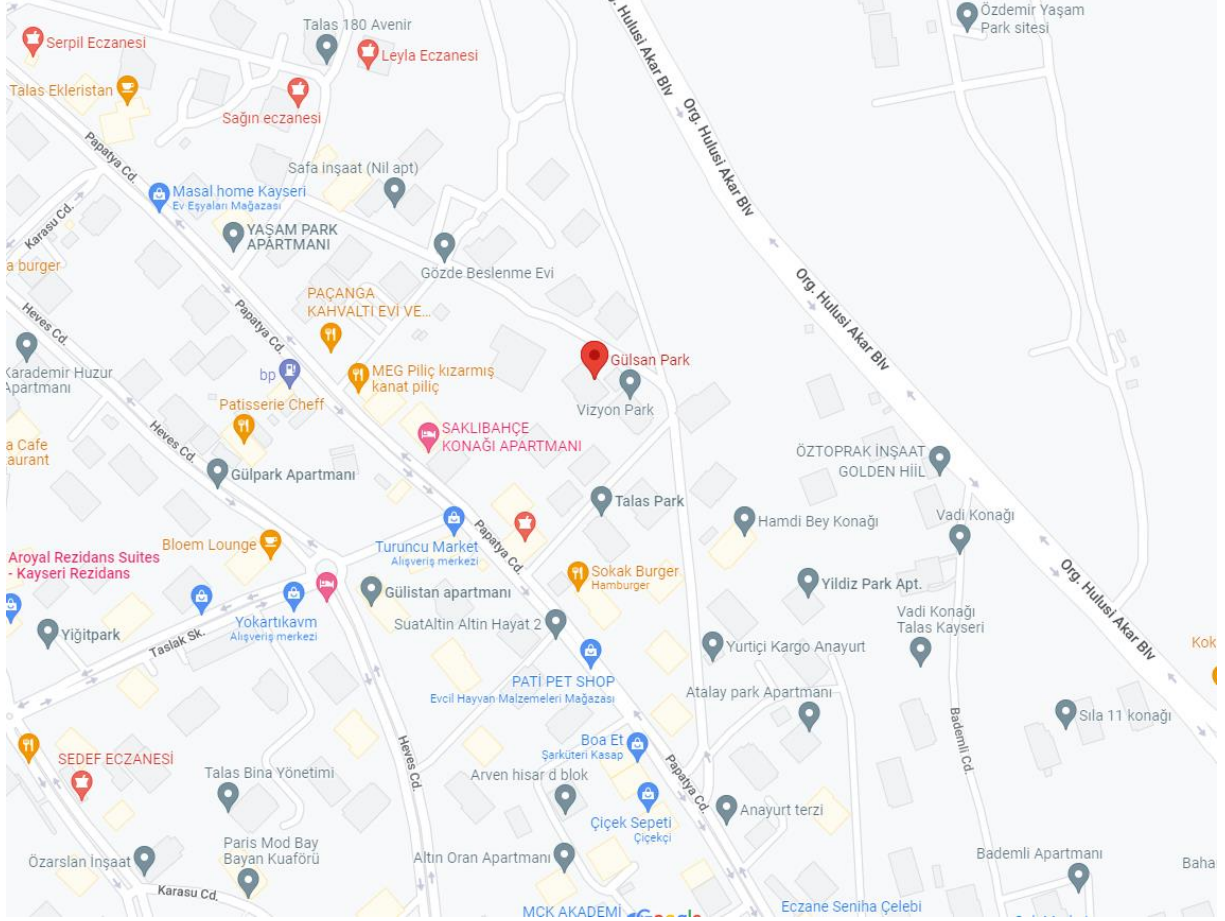 Özdemir Yaşam
Park sitesi
Talas 180 Avenir
Serpil Eczanesi
Leyla Eczanesi
Talas Ekleristan
Sağın eczanesi
Org. Hulusi Akar Blv
Papatya Cd.
Safa inşaat (Nil apt)
Masal home Kayseri
Ev Eşyaları Mağazası
Karasu Cd.
YAŞAM PARK
APARTMANI
a burger
Gözde Beslenme Evi
Org. Hulusi Akar Blv
PAÇANGA
KAHVALTI EVİ VE...
Heves Cd.
Papatya Cd.
Org. Hulusi Akar Blv
Karademir Huzur
Apartmanı
bp
MEG Piliç kızarmış
kanat piliç
Gülsan Park
Vizyon Park
Patisserie Cheff
SAKLIBAHÇE
KONAĞI APARTMANI
a Cafe
aurant
Heves Cd.
ÖZTOPRAK İNŞAAT
GOLDEN HİİL
Gülpark Apartmanı
Talas Park
Hamdi Bey Konağı
Vadi Konağı
Bloem Lounge
Turuncu Market
Alışveriş merkezi
Papatya Cd.
Aroyal Rezidans Suites
- Kayseri Rezidans
Sokak Burger
Hamburger
Org. Hulusi Akar Blv
Yildiz Park Apt.
Gülistan apartmanı
Yokartıkavm
Alışveriş merkezi
SuatAltin Altin Hayat 2
Vadi Konağı
Talas Kayseri
Yiğitpark
Taslak Sk.
Yurtiçi Kargo Anayurt
Kok
PATİ PET SHOP
Evcil Hayvan Malzemeleri Mağazası
Atalay park Apartmanı
Sıla 11 konağı
Bademli Cd.
Heves Cd.
Boa Et
Şarküteri Kasap
SEDEF ECZANESİ
Talas Bina Yönetimi
Arven hisar d blok
Papatya Cd.
Çiçek Sepeti
Çiçekçi
Anayurt terzi
Paris Mod Bay
Bayan Kuaförü
Özarslan İnşaat
Altın Oran Apartmanı
Bademli Apartmanı
Baha
Karasu Cd.
MCK AKADEMİ
Google
Eczane Seniha Çelebi